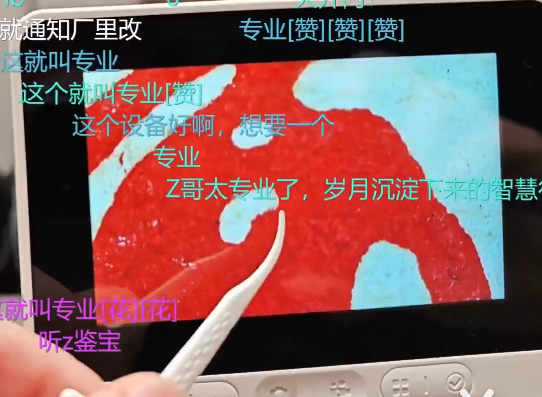 就通知厂里改
专业[赞][赞][赞]
这就叫专业
这个就叫专业[赞]
这个设备好啊，想要一个
专业
Z哥太专业了，岁月沉淀下来的智慧
这就叫专业[花][花]
听z鉴宝